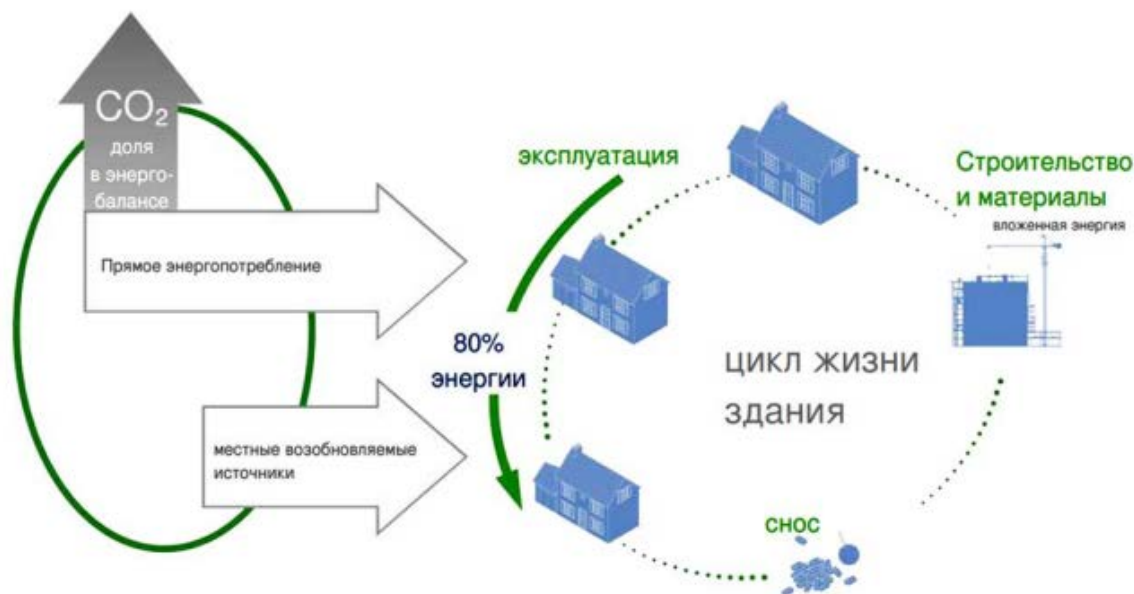 CO₂
доля
в энерго-
балансе
Прямое энергопотребление
местные возобновляемые
источники
эксплуатация
80%
энергии
Строительство
и материалы
вложенная энергия
цикл жизни
здания
снос